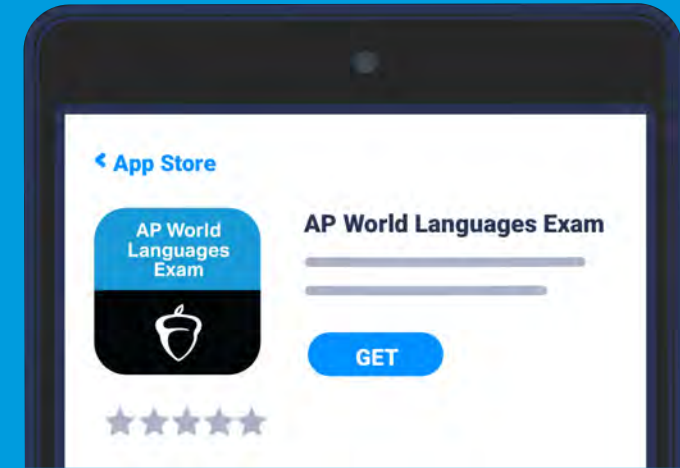 App Store
AP World
Languages
Exam
AP World Languages Exam
GET